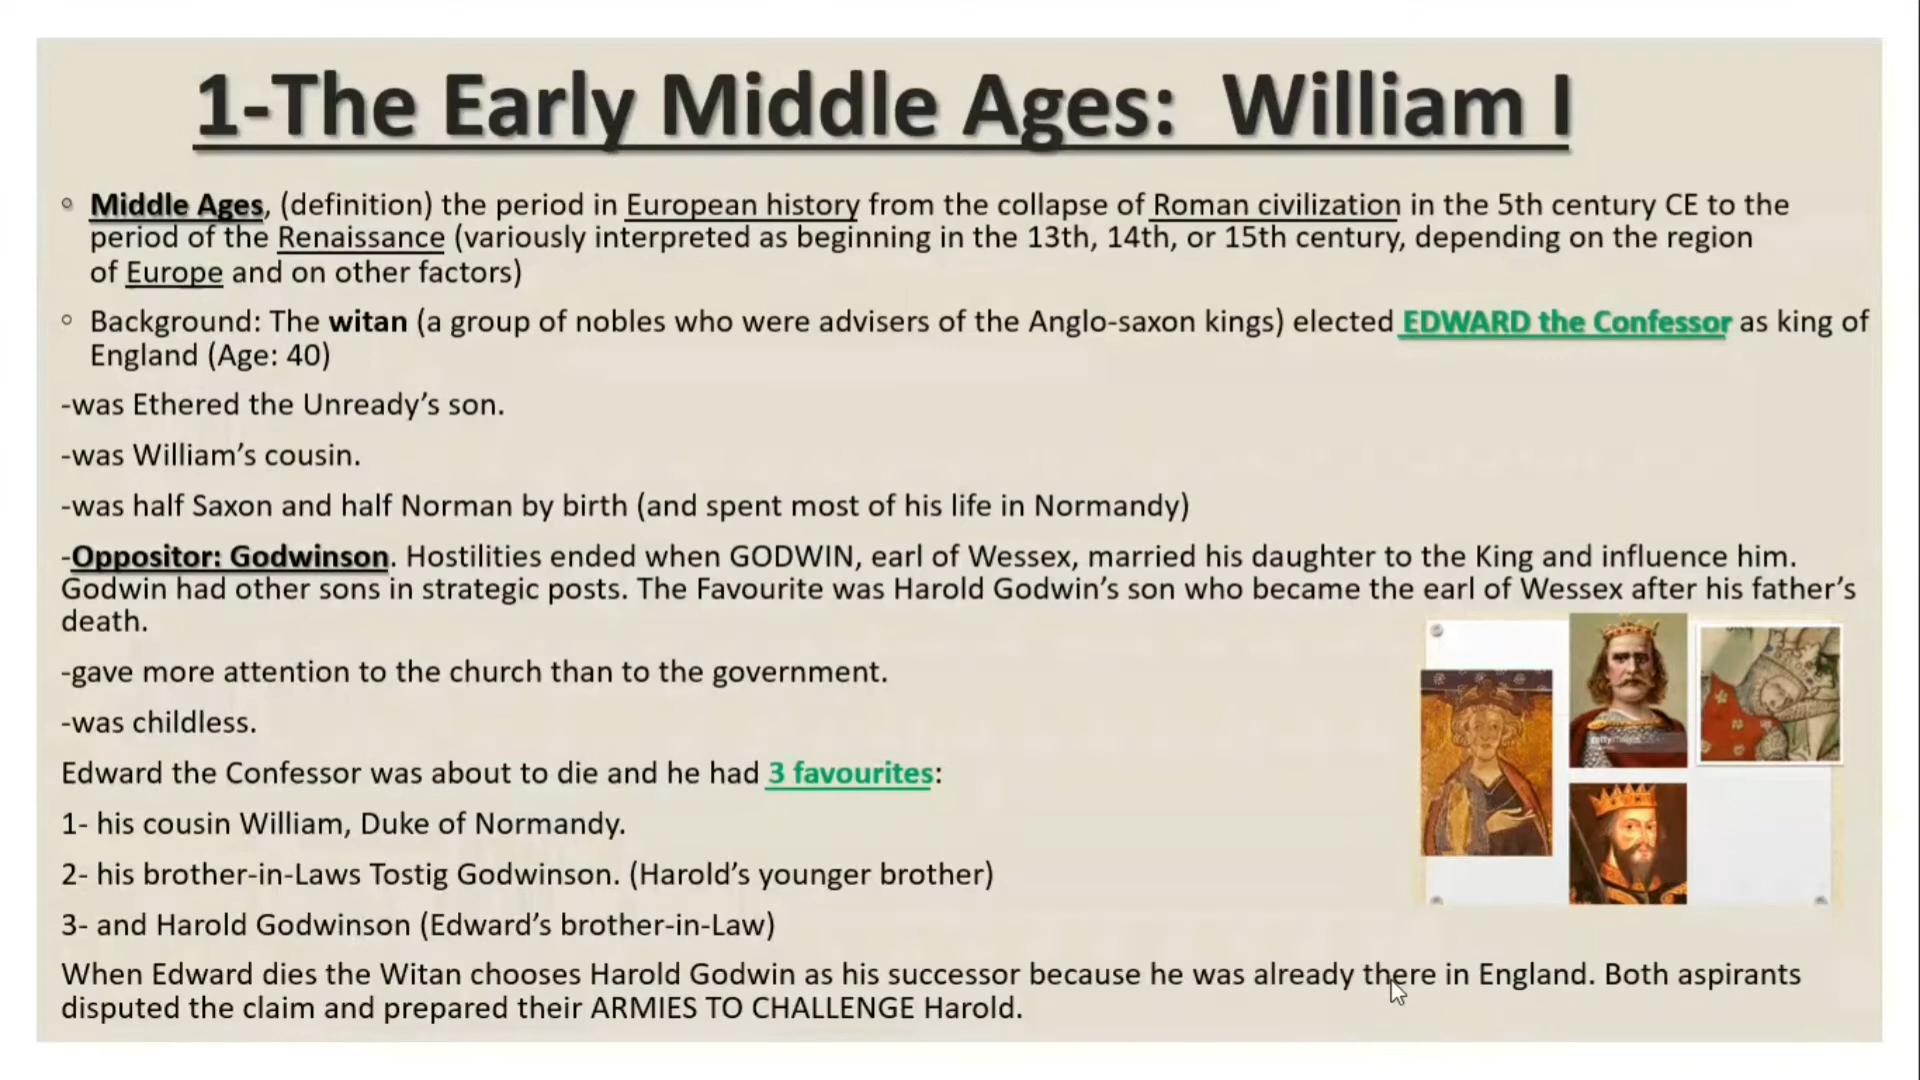 1-The Early Middle Ages:  William I
◦ Middle Ages, (definition) the period in European history from the collapse of Roman civilization in the 5th century CE to the
period of the Renaissance (variously interpreted as beginning in the 13th, 14th, or 15th century, depending on the region
of Europe and on other factors)
◦ Background: The witan (a group of nobles who were advisers of the Anglo-saxon kings) elected EDWARD the Confessor as king of
England (Age: 40)
-was Ethered the Unready’s son.
-was William’s cousin.
-was half Saxon and half Norman by birth (and spent most of his life in Normandy)
-Oppositor: Godwinson. Hostilities ended when GODWIN, earl of Wessex, married his daughter to the King and influence him.
Godwin had other sons in strategic posts. The Favourite was Harold Godwin’s son who became the earl of Wessex after his father’s
death.
-gave more attention to the church than to the government.
-was childless.
Edward the Confessor was about to die and he had 3 favourites:
1- his cousin William, Duke of Normandy.
2- his brother-in-Laws Tostig Godwinson. (Harold’s younger brother)
3- and Harold Godwinson (Edward’s brother-in-Law)
When Edward dies the Witan chooses Harold Godwin as his successor because he was already there in England. Both aspirants
disputed the claim and prepared their ARMIES TO CHALLENGE Harold.